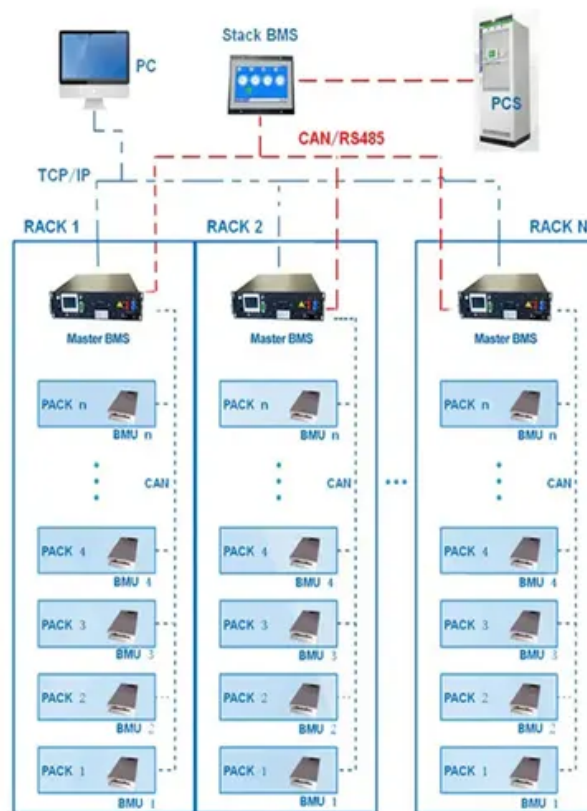 Stack BMS
PC
PCS
CAN/RS485
TCP/IP
RACK 1
RACK 2
RACK N
Master BMS
Master BMS
Master BMS
PACK n
BMU n
PACK n
BMU n
PACK n
BMU n
CAN
CAN
CAN
PACK 4
BMU 4
PACK 4
BMU 4
PACK 4
BMU 4
PACK 3
BMU 3
PACK 3
BMU 3
PACK 3
BMU 3
PACK 2
BMU 2
PACK 2
BMU 2
PACK 2
BMU 2
PACK 1
BMU 1
PACK 1
BMU 1
PACK 1
BMU 1